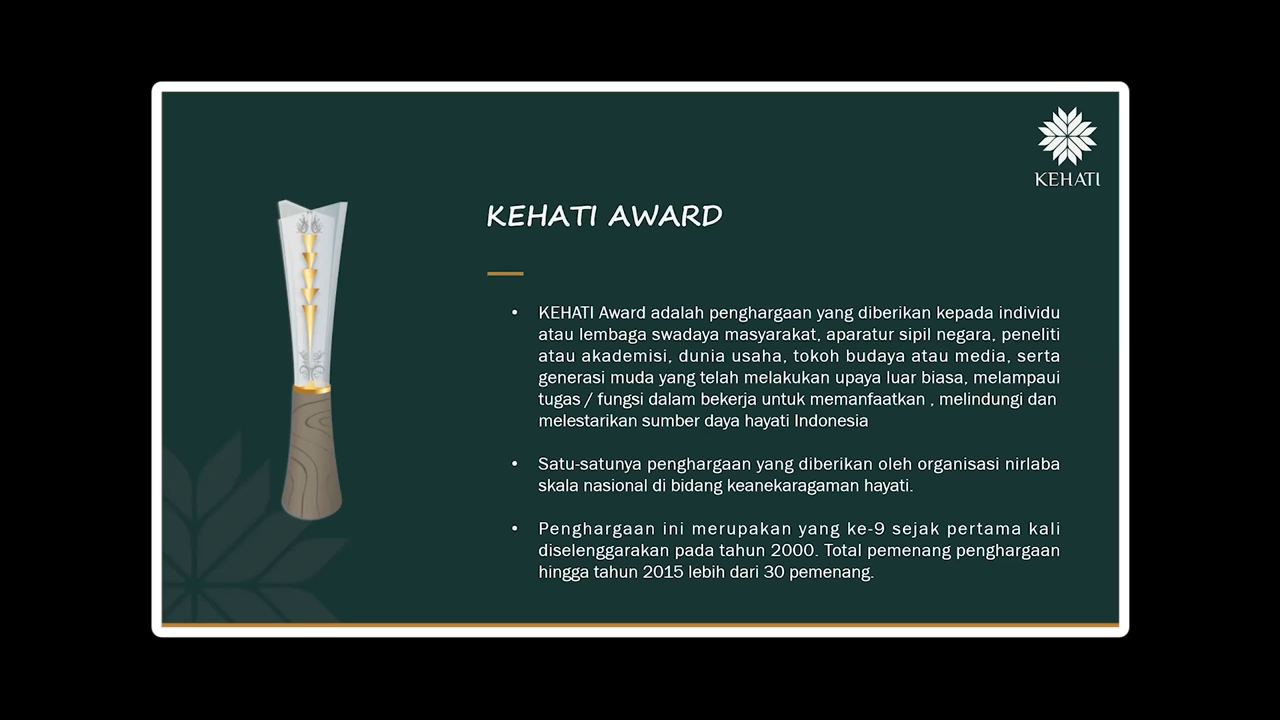 KEHATI
KEHATI AWARD
• KEHATI Award adalah penghargaan yang diberikan kepada individu
atau lembaga swadaya masyarakat, aparatur sipil negara, peneliti
atau akademisi, dunia usaha, tokoh budaya atau media, serta
generasi muda yang telah melakukan upaya luar biasa, melampaui
tugas / fungsi dalam bekerja untuk memanfaatkan , melindungi dan
melestarikan sumber daya hayati Indonesia
• Satu-satunya penghargaan yang diberikan oleh organisasi nirlaba
skala nasional di bidang keanekaragaman hayati.
• Penghargaan ini merupakan yang ke-9 sejak pertama kali
diselenggarakan pada tahun 2000. Total pemenang penghargaan
hingga tahun 2015 lebih dari 30 pemenang.